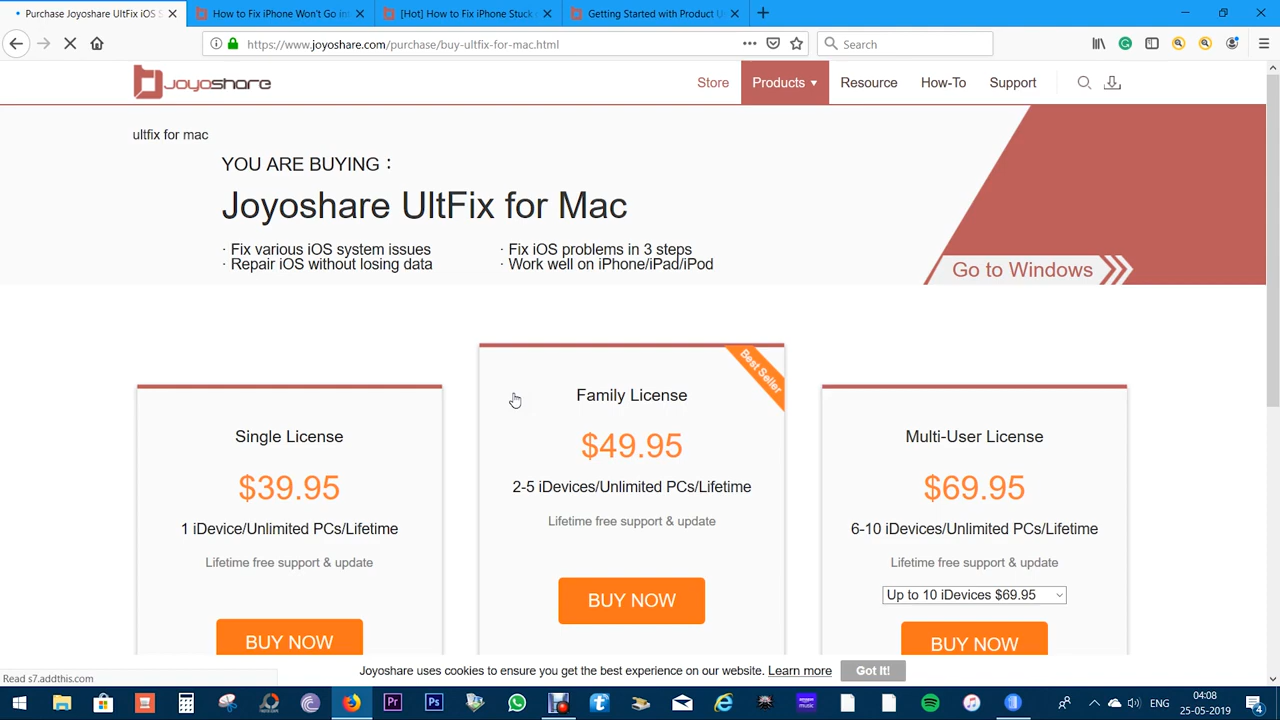 Purchase Joyoshare UltFix iOS S
How to Fix iPhone Won't Go in
[Hot] How to Fix iPhone Stuck
Getting Started with Product U
https://www.joyoshare.com/purchase/buy-ultfix-for-mac.html
Search
Joyoshare
Store
Products
Resource
How-To
Support
ultfix for mac
YOU ARE BUYING：
Joyoshare UltFix for Mac
· Fix various iOS system issues
· Fix iOS problems in 3 steps
· Repair iOS without losing data
· Work well on iPhone/iPad/iPod
Go to Windows
Single License
$39.95
1 iDevice/Unlimited PCs/Lifetime
Lifetime free support & update
BUY NOW
Best Seller
Family License
$49.95
2-5 iDevices/Unlimited PCs/Lifetime
Lifetime free support & update
BUY NOW
Multi-User License
$69.95
6-10 iDevices/Unlimited PCs/Lifetime
Lifetime free support & update
Up to 10 iDevices $69.95
BUY NOW
Joyoshare uses cookies to ensure you get the best experience on our website. Learn more
Got It!
Read s7.addthis.com
Pr
Ps
ENG
04:08
25-05-2019
4